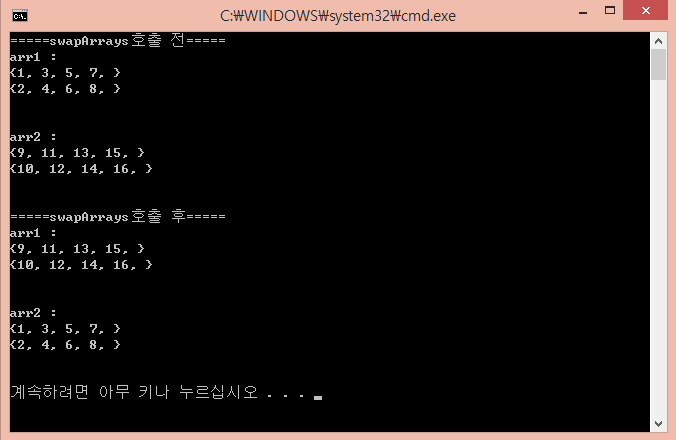 C:₩WINDOWS₩system32₩cmd.exe
=====swapArrays호출 전=====
arr1 :
{1, 3, 5, 7, }
{2, 4, 6, 8, }
arr2 :
{9, 11, 13, 15, }
{10, 12, 14, 16, }
=====swapArrays호출 후=====
arr1 :
{9, 11, 13, 15, }
{10, 12, 14, 16, }
arr2 :
{1, 3, 5, 7, }
{2, 4, 6, 8, }
계속하려면 아무 키나 누르십시오 . . .